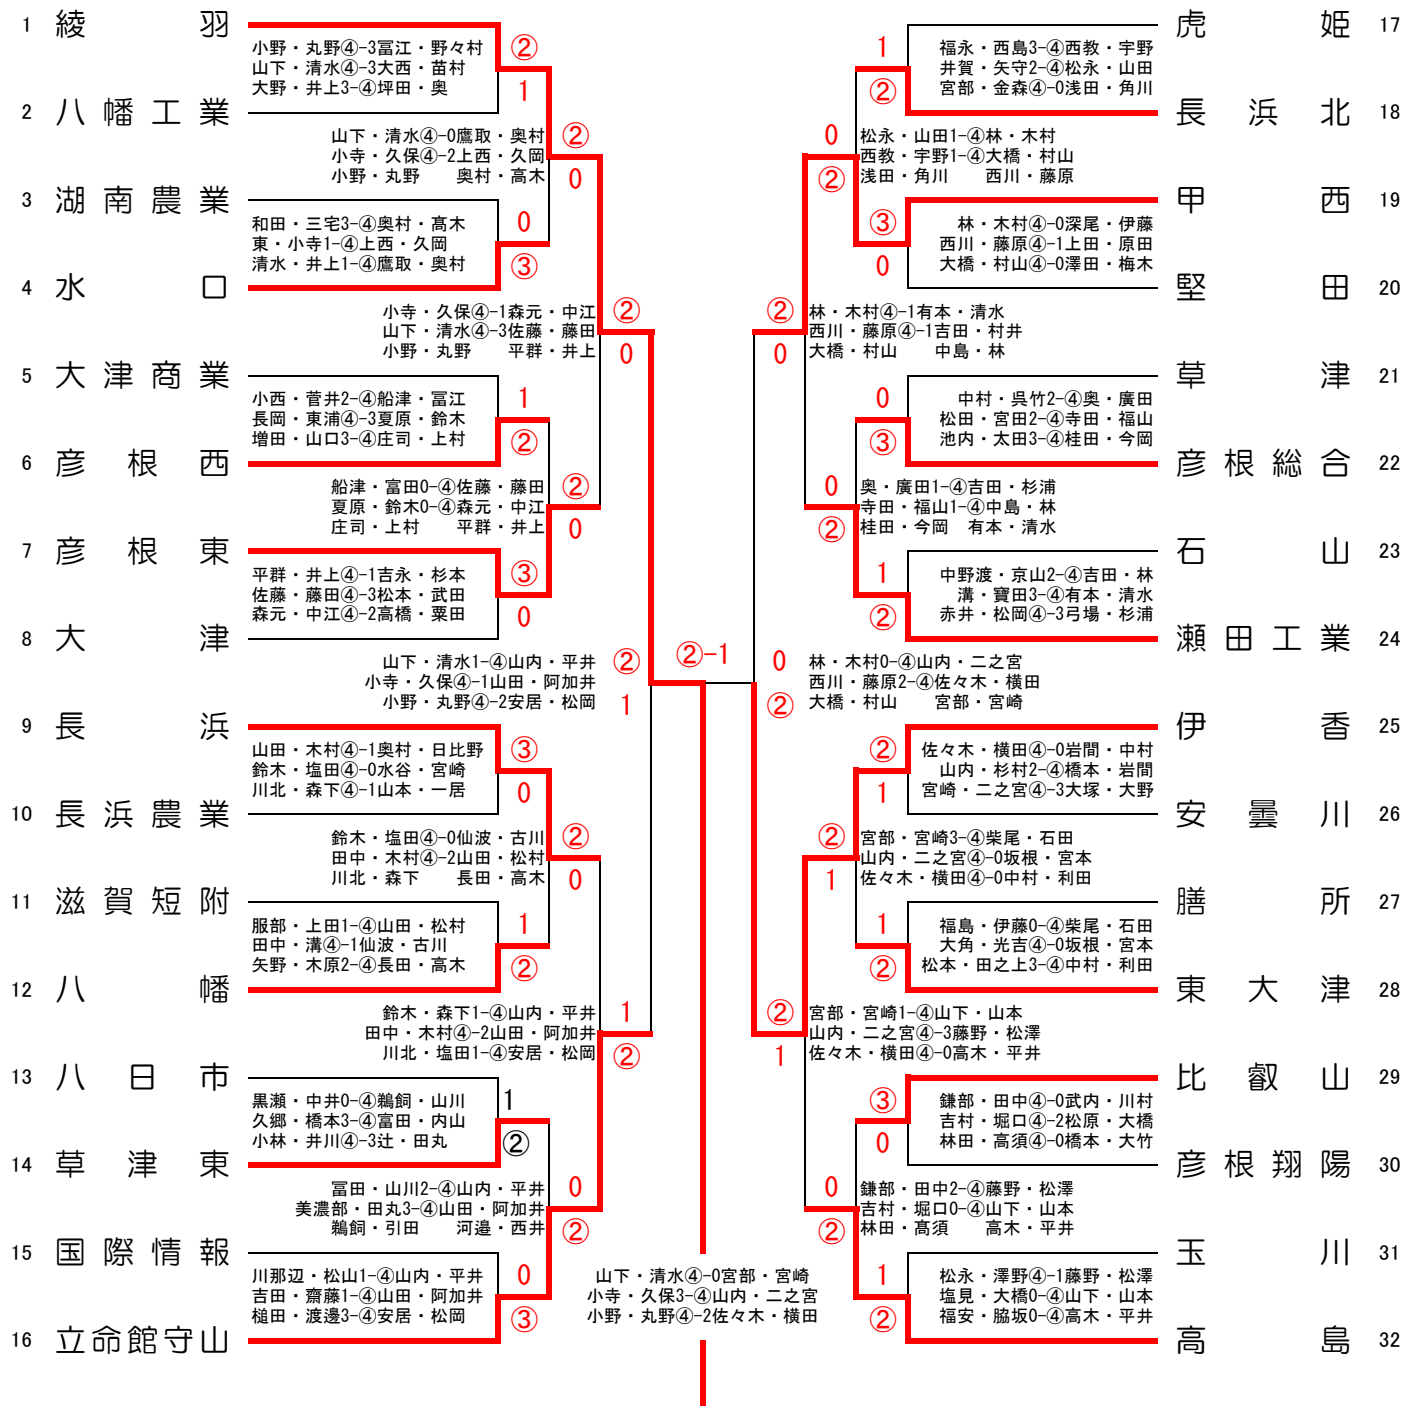 1 綾羽
小野・丸野④-3冨江・野々村 ②
山下・清水④-3大西・苗村
大野・井上3-④坪田・奥 1
2 八幡工業
山下・清水④-0鷹取・奥村 ②
小寺・久保④-2上西・久岡
小野・丸野 奥村・高木 0
3 湖南農業
和田・三宅3-④奥村・髙木 0
東・小寺1-④上西・久岡
清水・井上1-④鷹取・奥村 ③
4 水口
小寺・久保④-1森元・中江 ②
山下・清水④-3佐藤・藤田
小野・丸野 平群・井上 0
5 大津商業
小西・菅井2-④船津・冨江 1
長岡・東浦④-3夏原・鈴木
増田・山口3-④庄司・上村 ②
6 彦根西
船津・富田0-④佐藤・藤田 ②
夏原・鈴木0-④森元・中江
庄司・上村 平群・井上 0
7 彦根東
平群・井上④-1吉永・杉本 ③
佐藤・藤田④-3松本・武田
森元・中江④-2高橋・粟田 0
8 大津
山下・清水1-④山内・平井 ②
小寺・久保④-1山田・阿加井
小野・丸野④-2安居・松岡 1
9 長浜
山田・木村④-1奥村・日比野 ③
鈴木・塩田④-0水谷・宮崎
川北・森下④-1山本・一居 0
10 長浜農業
鈴木・塩田④-0仙波・古川 ②
田中・木村④-2山田・松村
川北・森下 長田・高木 0
11 滋賀短附
服部・上田1-④山田・松村 1
田中・溝④-1仙波・古川
矢野・木原2-④長田・高木 ②
12 八幡
鈴木・森下1-④山内・平井 1
田中・木村④-2山田・阿加井
川北・塩田1-④安居・松岡 ②
13 八日市
黒瀬・中井0-④鵜飼・山川 1
久郷・橋本3-④富田・内山
小林・井川④-3辻・田丸 ②
14 草津東
冨田・山川2-④山内・平井 0
美濃部・田丸3-④山田・阿加井
鵜飼・引田 河邉・西井 ②
15 国際情報
川那辺・松山1-④山内・平井 0
吉田・齋藤1-④山田・阿加井
槌田・渡邊3-④安居・松岡 ③
16 立命館守山
②-1
山下・清水④-0宮部・宮崎
小寺・久保3-④山内・二之宮
小野・丸野④-2佐々木・横田
虎姫 17
1 福永・西島3-④西教・宇野
井賀・矢守2-④松永・山田
② 宮部・金森④-0浅田・角川
長浜北 18
0 松永・山田1-④林・木村
西教・宇野1-④大橋・村山
② 浅田・角川 西川・藤原
甲西 19
③ 林・木村④-0深尾・伊藤
西川・藤原④-1上田・原田
0 大橋・村山④-0澤田・梅木
堅田 20
② 林・木村④-1有本・清水
西川・藤原④-1吉田・村井
0 大橋・村山 中島・林
草津 21
0 中村・呉竹2-④奥・廣田
松田・宮田2-④寺田・福山
③ 池内・太田3-④桂田・今岡
彦根総合 22
0 奥・廣田1-④吉田・杉浦
寺田・福山1-④中島・林
② 桂田・今岡 有本・清水
石山 23
1 中野渡・京山2-④吉田・林
溝・寶田3-④有本・清水
② 赤井・松岡④-3弓場・杉浦
瀬田工業 24
0 林・木村0-④山内・二之宮
西川・藤原2-④佐々木・横田
② 大橋・村山 宮部・宮崎
伊香 25
② 佐々木・横田④-0岩間・中村
山内・杉村2-④橋本・岩間
1 宮崎・二之宮④-3大塚・大野
安曇川 26
② 宮部・宮崎3-④柴尾・石田
山内・二之宮④-0坂根・宮本
1 佐々木・横田④-0中村・利田
膳所 27
1 福島・伊藤0-④柴尾・石田
大角・光吉④-0坂根・宮本
② 松本・田之上3-④中村・利田
東大津 28
② 宮部・宮崎1-④山下・山本
山内・二之宮④-3藤野・松澤
1 佐々木・横田④-0高木・平井
比叡山 29
③ 鎌部・田中④-0武内・川村
吉村・堀口④-2松原・大橋
0 林田・高須④-0橋本・大竹
彦根翔陽 30
0 鎌部・田中2-④藤野・松澤
吉村・堀口0-④山下・山本
② 林田・髙須 高木・平井
玉川 31
1 松永・澤野④-1藤野・松澤
塩見・大橋0-④山下・山本
② 福安・脇坂0-④高木・平井
高島 32